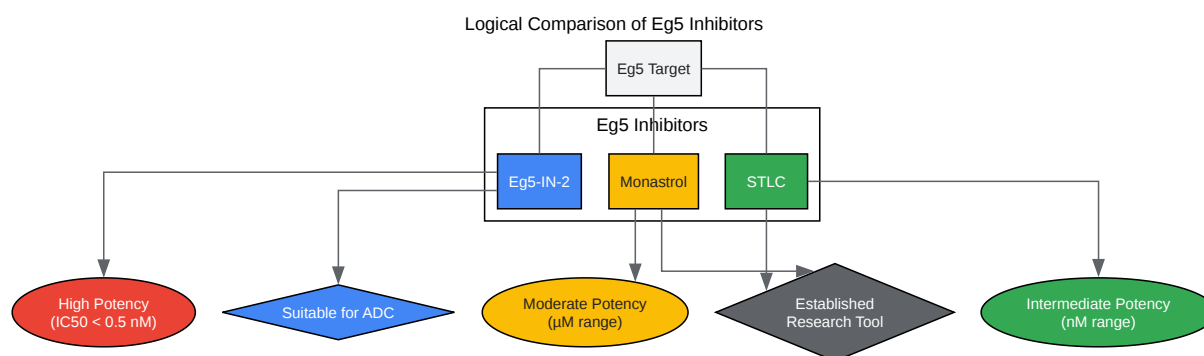 Logical Comparison of Eg5 Inhibitors
Eg5 Target
Eg5 Inhibitors
Eg5-IN-2
Monastrol
STLC
High Potency
(IC50 < 0.5 nM)
Suitable for ADC
Moderate Potency
(µM range)
Established
Research Tool
Intermediate Potency
(nM range)